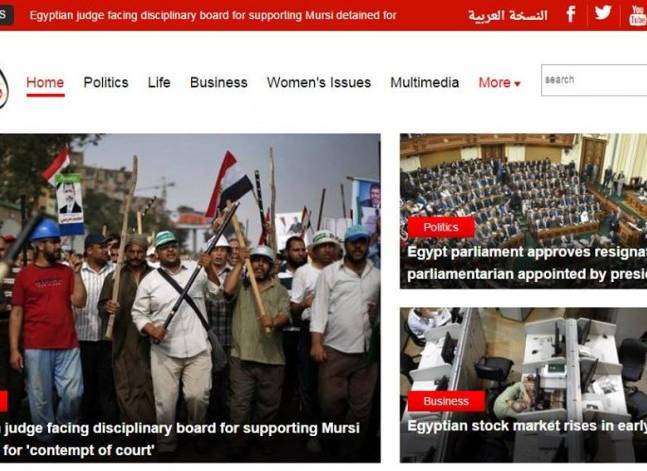 Egyptian judge facing disciplinary board for supporting Mursi detained for
النسخة العربية
You
Tube
Home Politics Life Business Women's Issues Multimedia More
search
Politics
Egypt parliament approves
parliamentarian appointed by
judge facing disciplinary board for supporting Mursi
for 'contempt of court'
Business
Egyptian stock market rises in early